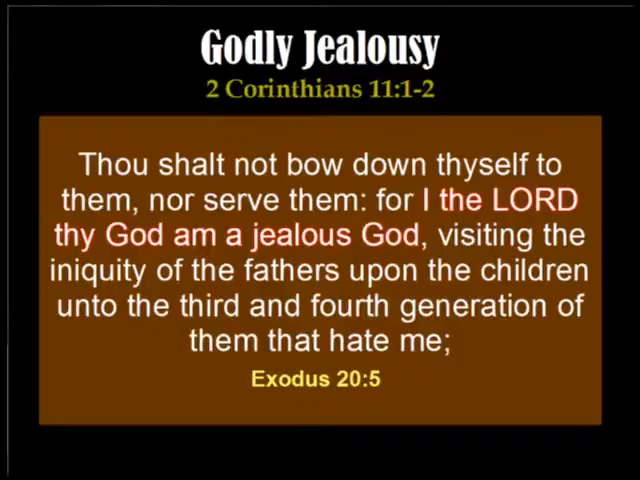 Godly Jealousy
2 Corinthians 11:1-2
Thou shalt not bow down thyself to
them, nor serve them: for I the LORD
thy God am a jealous God, visiting the
iniquity of the fathers upon the children
unto the third and fourth generation of
them that hate me;
Exodus 20:5